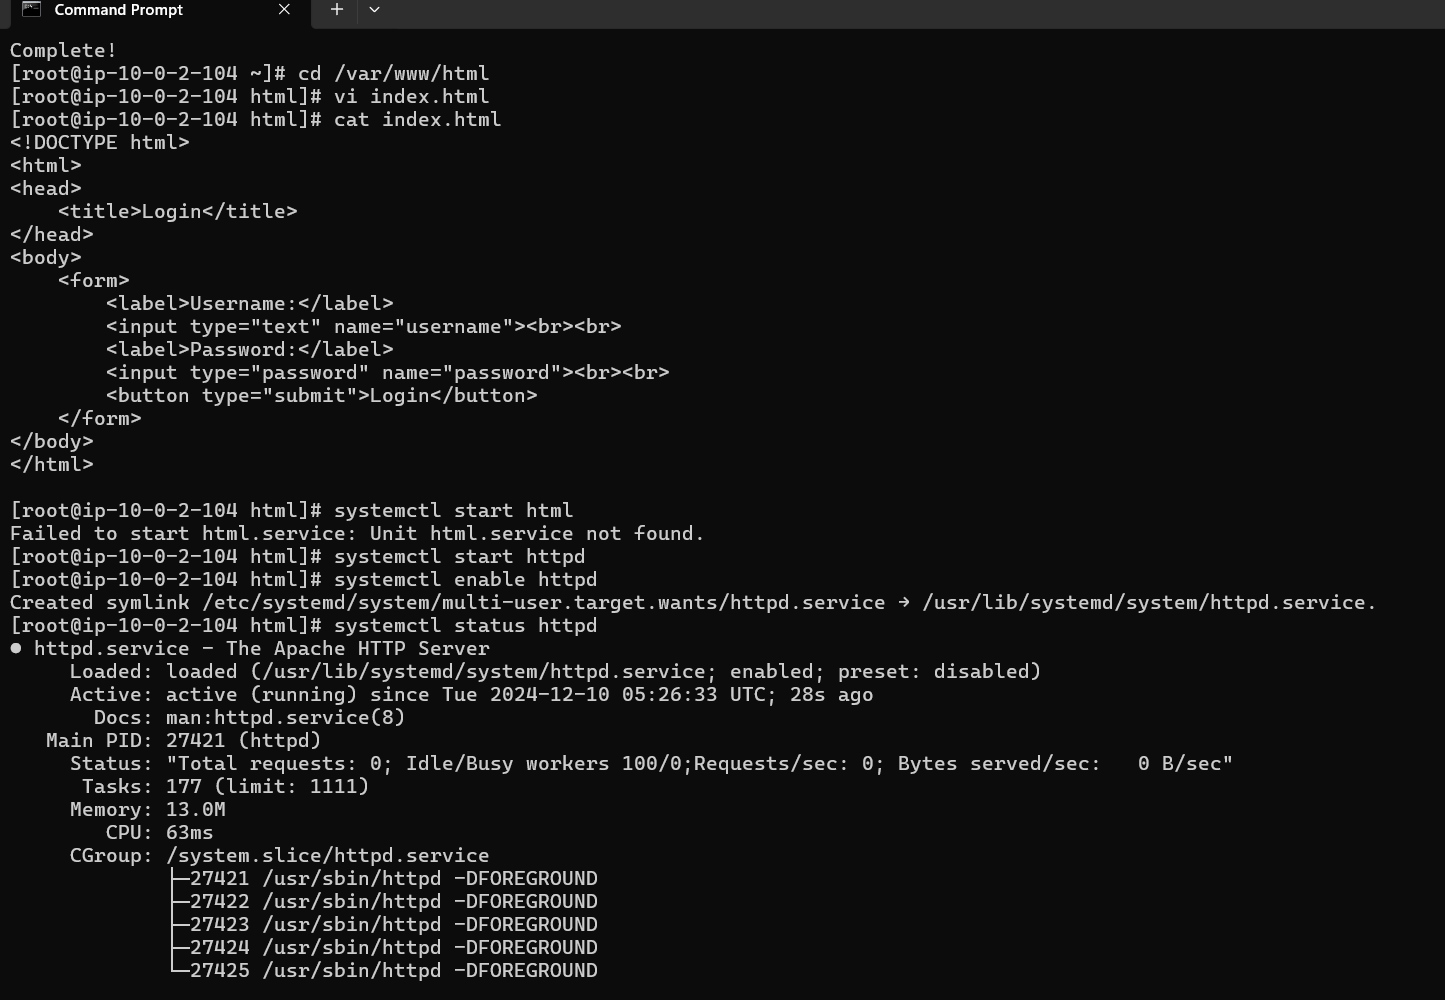 Command Prompt
Complete!
[root@ip-10-0-2-104 ~]# cd /var/www/html
[root@ip-10-0-2-104 html]# vi index.html
[root@ip-10-0-2-104 html]# cat index.html
<!DOCTYPE html>
<html>
<head>
    <title>Login</title>
</head>
<body>
    <form>
        <label>Username:</label>
        <input type="text" name="username"><br><br>
        <label>Password:</label>
        <input type="password" name="password"><br><br>
        <button type="submit">Login</button>
    </form>
</body>
</html>

[root@ip-10-0-2-104 html]# systemctl start html
Failed to start html.service: Unit html.service not found.
[root@ip-10-0-2-104 html]# systemctl start httpd
[root@ip-10-0-2-104 html]# systemctl enable httpd
Created symlink /etc/systemd/system/multi-user.target.wants/httpd.service → /usr/lib/systemd/system/httpd.service.
[root@ip-10-0-2-104 html]# systemctl status httpd
● httpd.service - The Apache HTTP Server
     Loaded: loaded (/usr/lib/systemd/system/httpd.service; enabled; preset: disabled)
     Active: active (running) since Tue 2024-12-10 05:26:33 UTC; 28s ago
       Docs: man:httpd.service(8)
   Main PID: 27421 (httpd)
     Status: "Total requests: 0; Idle/Busy workers 100/0;Requests/sec: 0; Bytes served/sec:   0 B/sec"
      Tasks: 177 (limit: 1111)
     Memory: 13.0M
        CPU: 63ms
     CGroup: /system.slice/httpd.service
             ├─27421 /usr/sbin/httpd -DFOREGROUND
             ├─27422 /usr/sbin/httpd -DFOREGROUND
             ├─27423 /usr/sbin/httpd -DFOREGROUND
             ├─27424 /usr/sbin/httpd -DFOREGROUND
             └─27425 /usr/sbin/httpd -DFOREGROUND